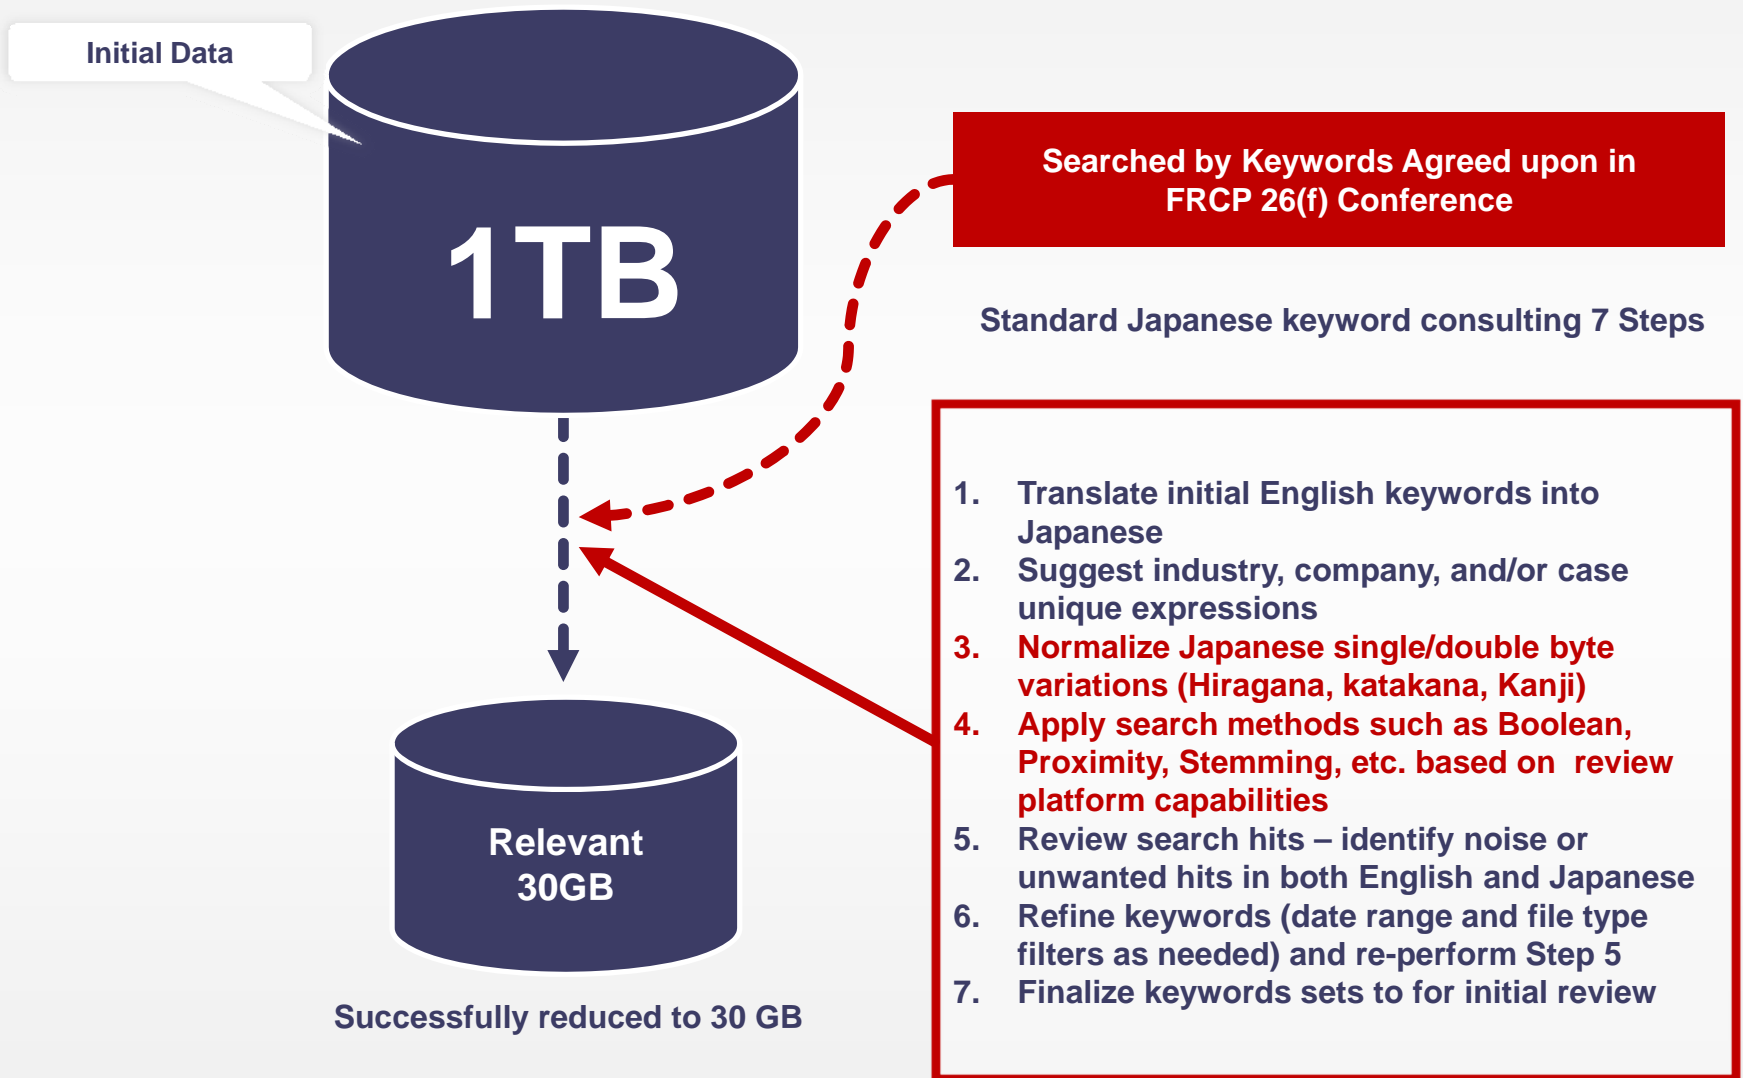 Initial Data
1TB
Searched by Keywords Agreed upon in
FRCP 26(f) Conference
Standard Japanese keyword consulting 7 Steps
1. Translate initial English keywords into
Japanese
2. Suggest industry, company, and/or case
unique expressions
3. Normalize Japanese single/double byte
variations (Hiragana, katakana, Kanji)
4. Apply search methods such as Boolean,
Proximity, Stemming, etc. based on  review
platform capabilities
5. Review search hits – identify noise or
unwanted hits in both English and Japanese
6. Refine keywords (date range and file type
filters as needed) and re-perform Step 5
7. Finalize keywords sets to for initial review
Relevant
30GB
Successfully reduced to 30 GB